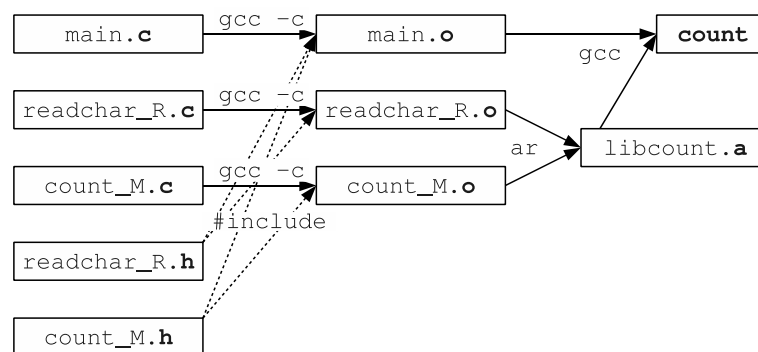 gcc -c
main.c
main.o
count
gcc
gcc -c
readchar_R.c
readchar_R.o
ar
libcount.a
gcc -c
count_M.c
count_M.o
#include
readchar_R.h
count_M.h